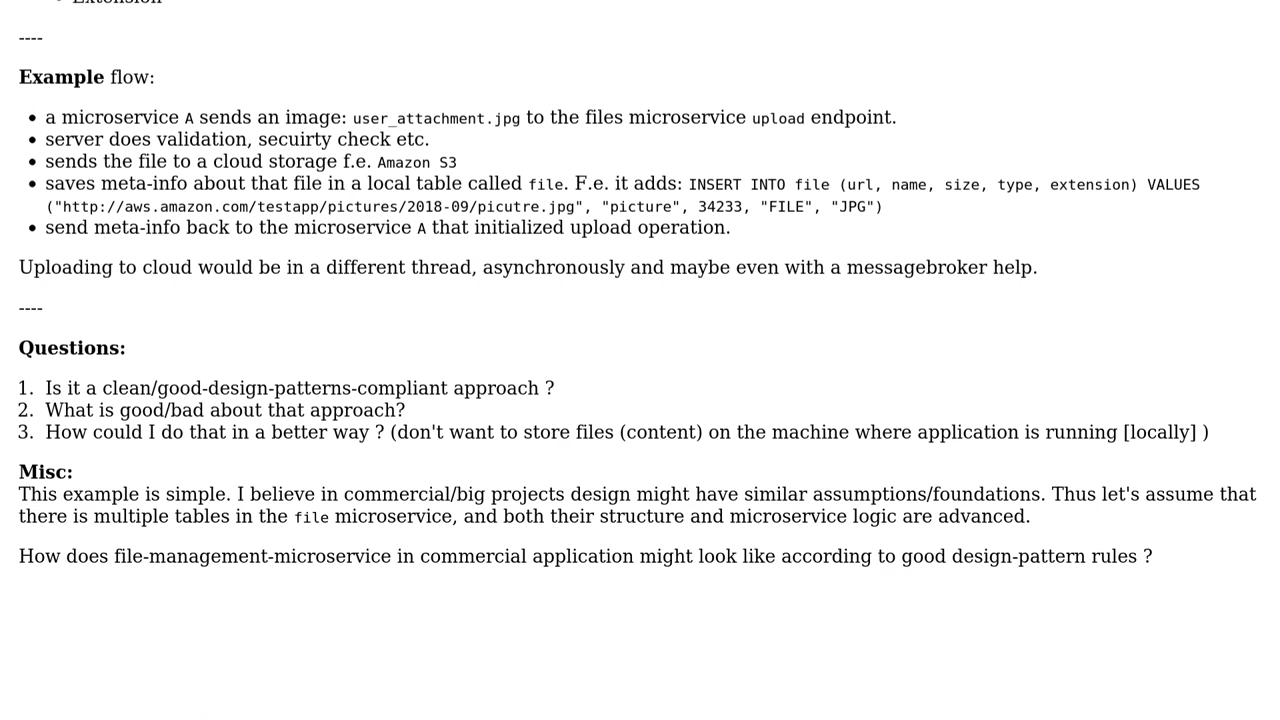 Extension
----
Example flow:
• a microservice A sends an image: user_attachment.jpg to the files microservice upload endpoint.
• server does validation, secuirty check etc.
• sends the file to a cloud storage f.e. Amazon S3
• saves meta-info about that file in a local table called file. F.e. it adds: INSERT INTO file (url, name, size, type, extension) VALUES
("http://aws.amazon.com/testapp/pictures/2018-09/picutre.jpg", "picture", 34233, "FILE", "JPG")
• send meta-info back to the microservice A that initialized upload operation.
Uploading to cloud would be in a different thread, asynchronously and maybe even with a messagebroker help.
----
Questions:
1. Is it a clean/good-design-patterns-compliant approach ?
2. What is good/bad about that approach?
3. How could I do that in a better way ? (don't want to store files (content) on the machine where application is running [locally] )
Misc:
This example is simple. I believe in commercial/big projects design might have similar assumptions/foundations. Thus let's assume that
there is multiple tables in the file microservice, and both their structure and microservice logic are advanced.
How does file-management-microservice in commercial application might look like according to good design-pattern rules ?